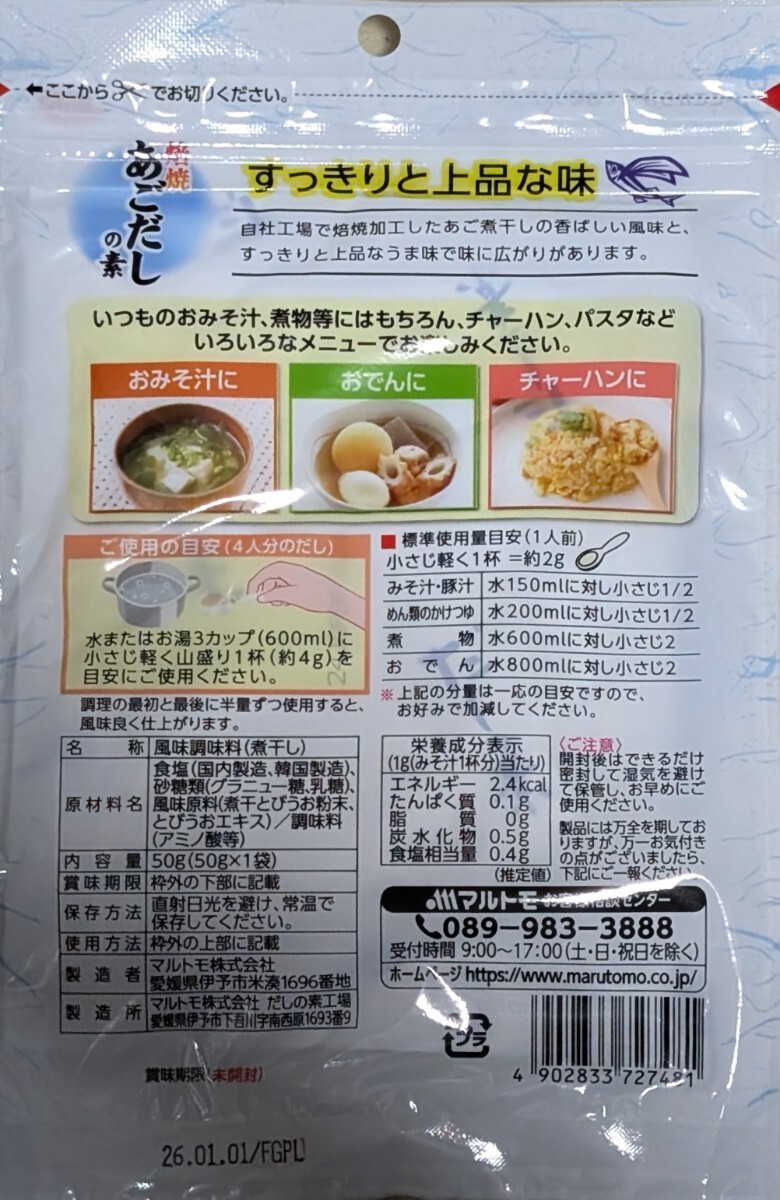 ←ここから✂でお切りください。
焙焼
あごだし
の素
すっきりと上品な味
自社工場で焙焼加工したあご煮干しの香ばしい風味と、
すっきりと上品なうま味で味に広がりがあります。
いつものおみそ汁、煮物等にはもちろん、チャーハン、パスタなど
いろいろなメニューでお楽しみください。
おみそ汁に
おでんに
チャーハンに
ご使用の目安(4人分のだし)
水またはお湯3カップ(600ml)に
小さじ軽く山盛り1杯(約4g)を
目安にご使用ください。
調理の最初と最後に半量ずつ使用すると、
風味良く仕上がります。
■ 標準使用量目安(1人前)
小さじ軽く1杯 =約2g
みそ汁・豚汁 水150mlに対し小さじ1/2
めん類のかけつゆ 水200mlに対し小さじ1/2
煮物 水600mlに対し小さじ2
おでん 水800mlに対し小さじ2
※上記の分量は一応の目安ですので、
お好みで加減してください。
名称 風味調味料(煮干し)
原材料名 食塩(国内製造、韓国製造)、
砂糖類(グラニュー糖、乳糖)、
風味原料(煮干とびうお粉末、
とびうおエキス)/調味料
(アミノ酸等)
内容量 50g(50g×1袋)
賞味期限 枠外の下部に記載
保存方法 直射日光を避け、常温で
保存してください。
使用方法 枠外の上部に記載
製造者 マルトモ株式会社
愛媛県伊予市米湊1696番地
製造所 マルトモ株式会社 だしの素工場
愛媛県伊予市下吾川字南西原1693番9
栄養成分表示
(1g(みそ汁1杯分)当たり)
エネルギー 2.4kcal
たんぱく質 0.1g
脂質 0g
炭水化物 0.5g
食塩相当量 0.4g
(推定値)
〈ご注意〉
開封後はできるだけ
密封して湿気を避け
て保管し、お早めにご
使用ください。
製品には万全を期してお
りますが、万一お気付き
の点がございましたら、
下記にご一報ください。
マルトモ お客様相談センター
089-983-3888
受付時間 9:00〜17:00(土・日・祝日を除く)
ホームページ https://www.marutomo.co.jp/
プラ
4 902833 727481
賞味期限(未開封)
26.01.01/FGPL